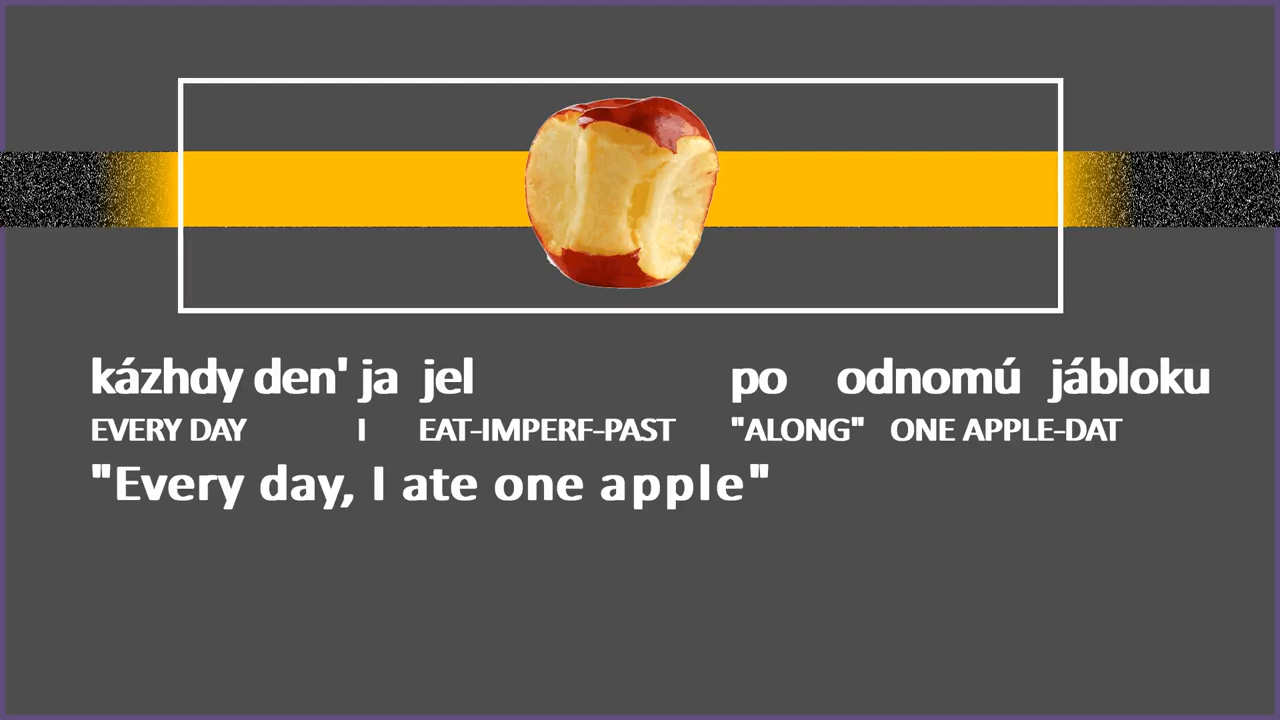 kázhdy den' ja jel po odnomú jábloku
EVERY DAY I EAT-IMPERF-PAST "ALONG" ONE APPLE-DAT
"Every day, I ate one apple"